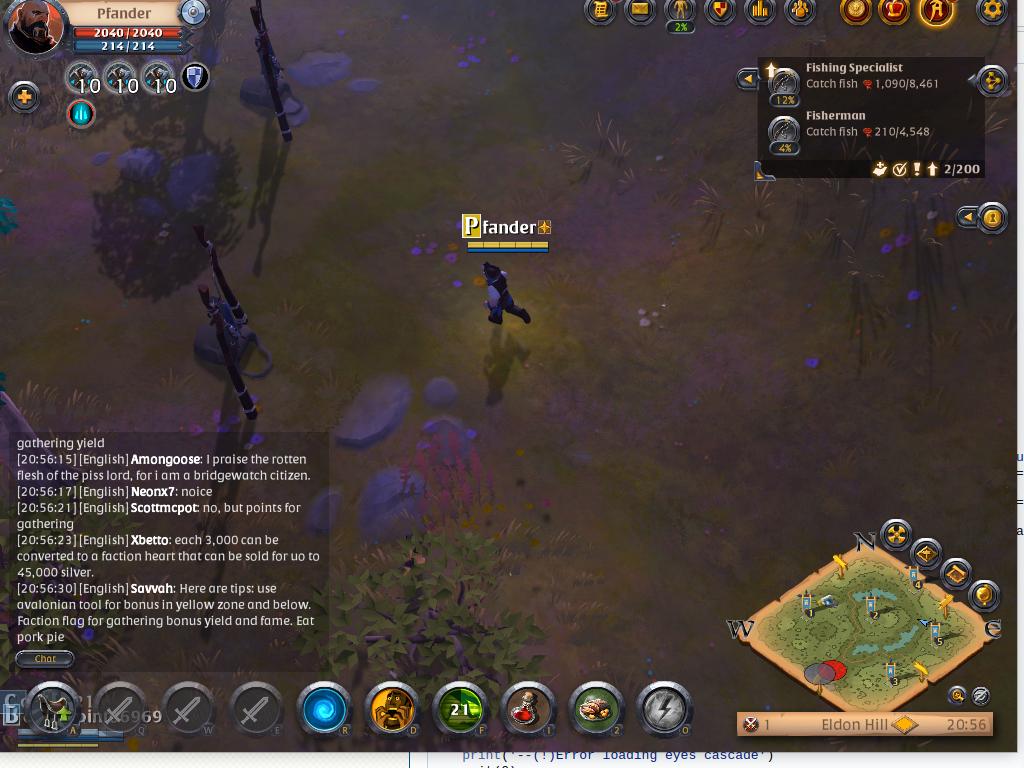 Pfander
2040 / 2040
214 / 214
10
10
10
2%
Fishing Specialist
Catch fish 1,090/8,461
12%
Fisherman
Catch fish 210/4,548
4%
2/200
Pfander
gathering yield
[20:56:15] [English] Amongoose: I praise the rotten
flesh of the piss lord, for i am a bridgewatch citizen.
[20:56:17] [English] Neonx7: noice
[20:56:21] [English] Scottmcpot: no, but points for
gathering
[20:56:23] [English] Xbetto: each 3,000 can be
converted to a faction heart that can be sold for uo to
45,000 silver.
[20:56:30] [English] Savvah: Here are tips: use
avalonian tool for bonus in yellow zone and below.
Faction flag for gathering bonus yield and fame. Eat
pork pie
Chat
N
W
E
1
2
3
4
5
A
Q
W
E
R
D
21
F
1
2
O
1
Eldon Hill
20:56
print('--(!)Error loading eyes cascade')